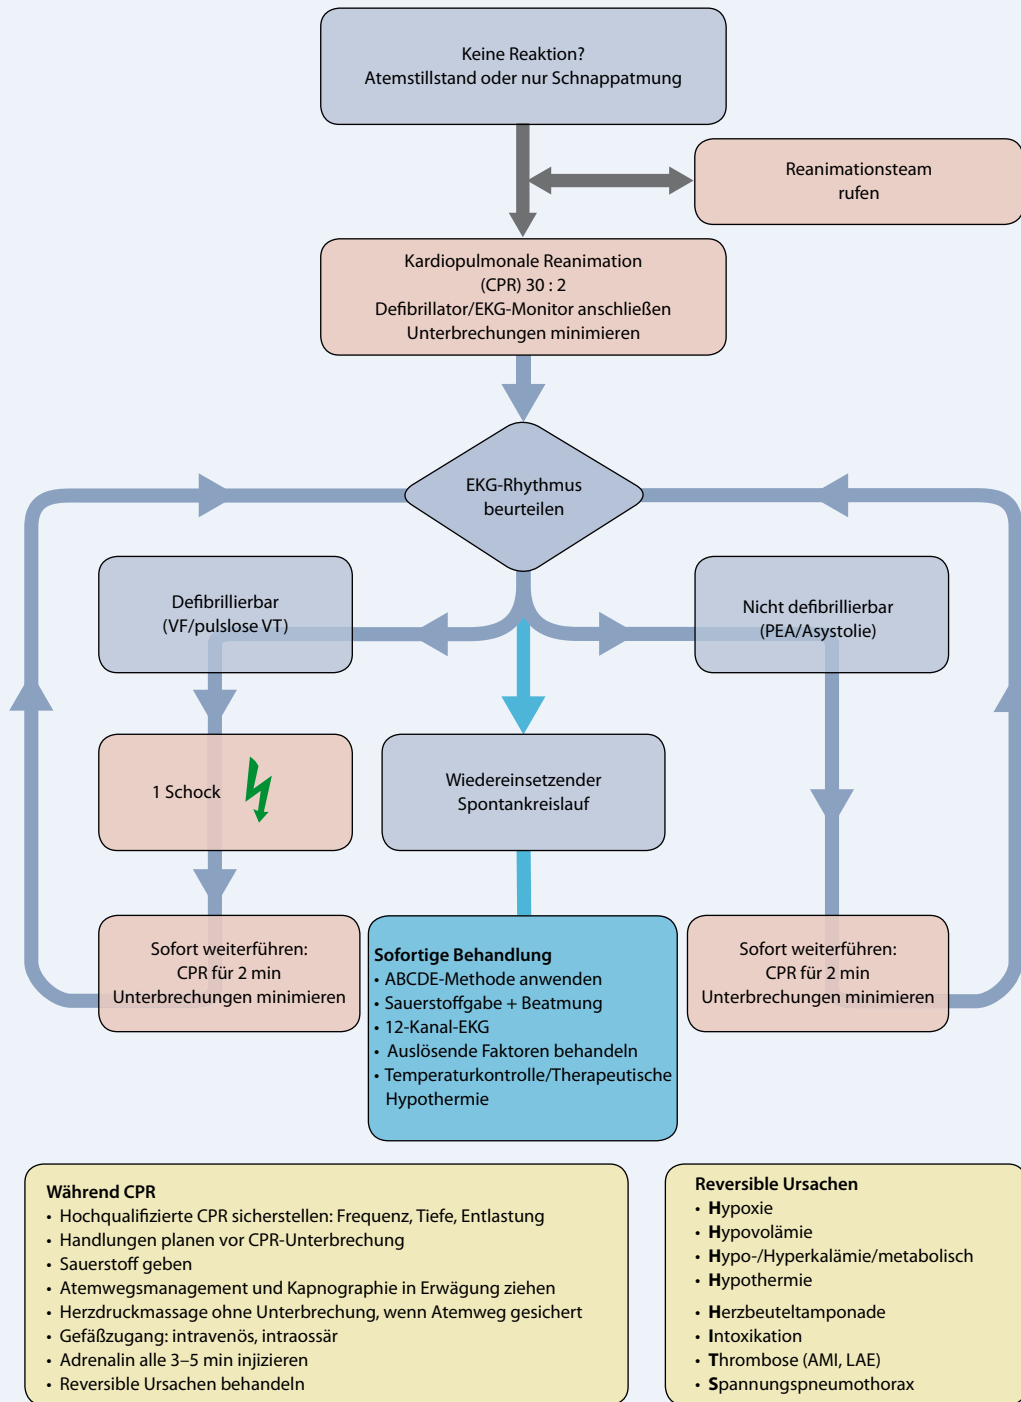 Keine Reaktion?
Atemstillstand oder nur Schnappatmung
Reanimationsteam
rufen
Kardiopulmonale Reanimation
(CPR) 30 : 2
Defibrillator/EKG-Monitor anschließen
Unterbrechungen minimieren
EKG-Rhythmus
beurteilen
Defibrillierbar
(VF/pulslose VT)
Nicht defibrillierbar
(PEA/Asystolie)
1 Schock
Wiedereinsetzender
Spontankreislauf
Sofort weiterführen:
CPR für 2 min
Unterbrechungen minimieren
Sofortige Behandlung
• ABCDE-Methode anwenden
• Sauerstoffgabe + Beatmung
• 12-Kanal-EKG
• Auslösende Faktoren behandeln
• Temperaturkontrolle/Therapeutische
Hypothermie
Sofort weiterführen:
CPR für 2 min
Unterbrechungen minimieren
Während CPR
• Hochqualifizierte CPR sicherstellen: Frequenz, Tiefe, Entlastung
• Handlungen planen vor CPR-Unterbrechung
• Sauerstoff geben
• Atemwegsmanagement und Kapnographie in Erwägung ziehen
• Herzdruckmassage ohne Unterbrechung, wenn Atemweg gesichert
• Gefäßzugang: intravenös, intraossär
• Adrenalin alle 3–5 min injizieren
• Reversible Ursachen behandeln
Reversible Ursachen
• Hypoxie
• Hypovolämie
• Hypo-/Hyperkalämie/metabolisch
• Hypothermie
• Herzbeuteltamponade
• Intoxikation
• Thrombose (AMI, LAE)
• Spannungspneumothorax